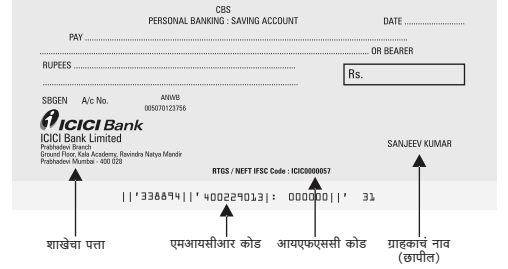 CBS
PERSONAL BANKING : SAVING ACCOUNT
DATE ....................
PAY ..........................................................................................
.......................................................................................................................... OR BEARER
RUPEES ..........................................................................
Rs.
SBGEN A/c No. ANWB
005070123756
ICICI Bank
ICICI Bank Limited
Prabhadevi Branch
Ground Floor, Kala Academy, Ravindra Natya Mandir
Prabhadevi Mumbai - 400 028
SANJEEV KUMAR
RTGS / NEFT IFSC Code : ICIC0000057
||'336894||' 400229013|: 000000||' 31
शाखेचा पत्ता एमआयसीआर कोड आयएफएससी कोड ग्राहकाचं नाव
(छापील)